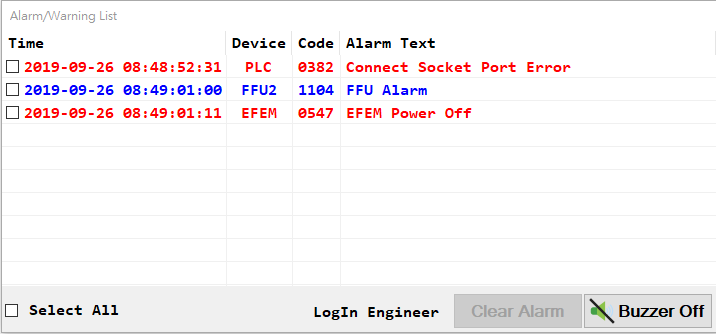 Alarm/Warning List
Time Device Code Alarm Text
2019-09-26 08:48:52:31 PLC 0382 Connect Socket Port Error
2019-09-26 08:49:01:00 FFU2 1104 FFU Alarm
2019-09-26 08:49:01:11 EFEM 0547 EFEM Power Off
Select All LogIn Engineer Clear Alarm Buzzer Off